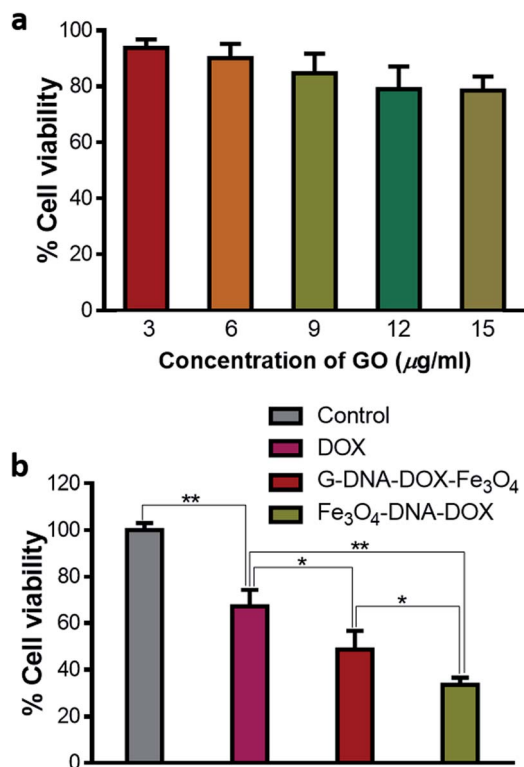 a
% Cell viability
100
80
60
40
20
0
3 6 9 12 15
Concentration of GO (μg/ml)
Control
DOX
G-DNA-DOX-Fe₃O₄
Fe₃O₄-DNA-DOX
b
% Cell viability
120
100
80
60
40
20
0
**
**
*
*